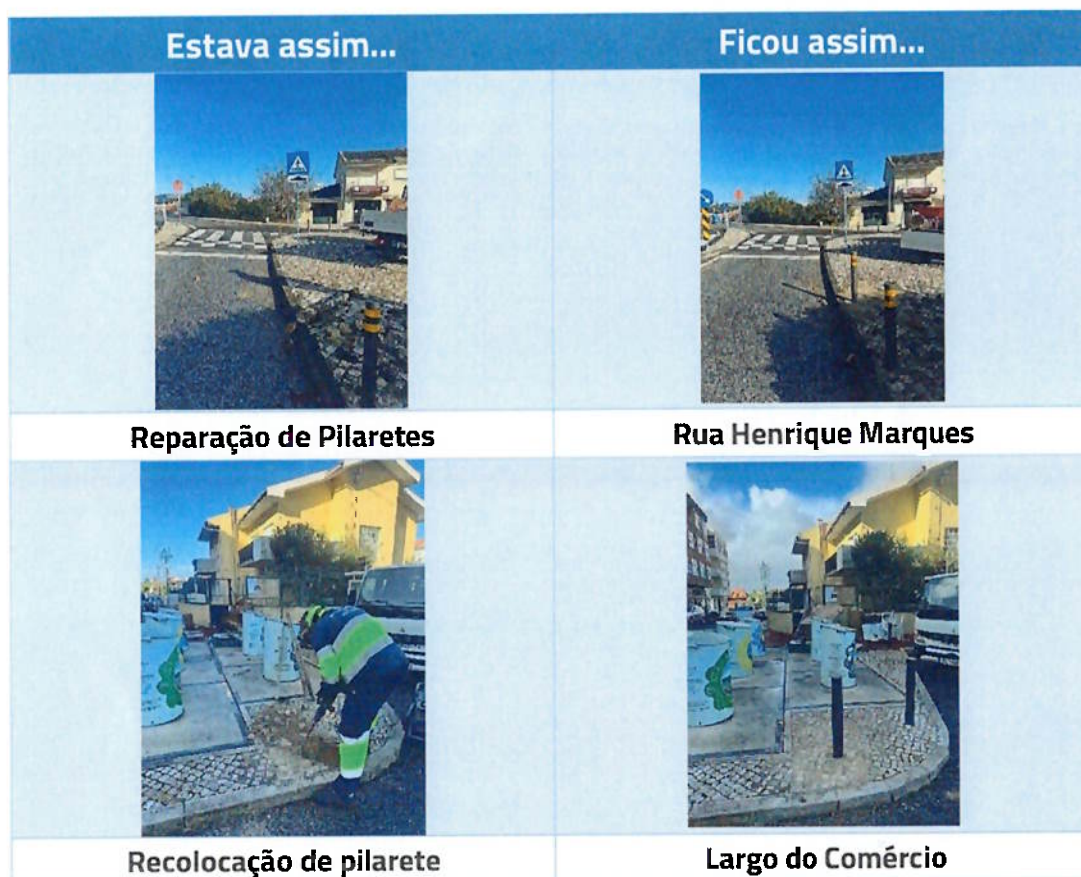 Estava assim...
Ficou assim...
Reparação de Pilaretes
Rua Henrique Marques
Recolocação de pilarete
Largo do Comércio